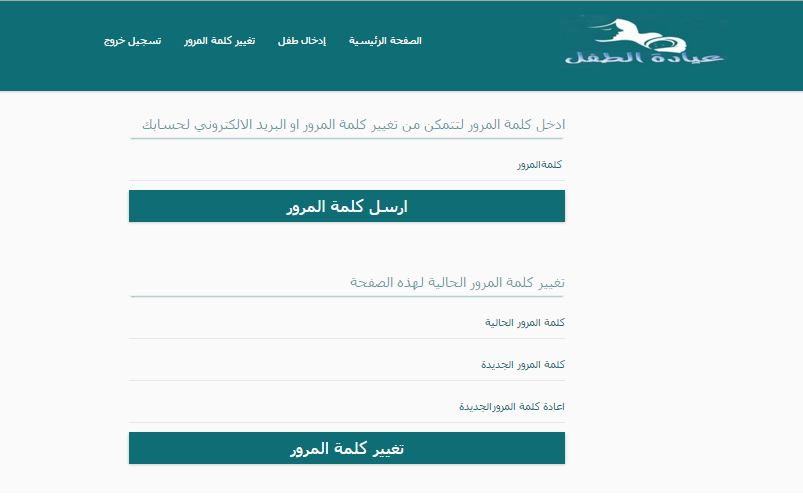 عيادة الطفل
الصفحة الرئيسية إدخال طفل تغيير كلمة المرور تسجيل خروج
ادخل كلمة المرور لتتمكن من تغيير كلمة المرور او البريد الالكتروني لحسابك
كلمةالمرور
ارسل كلمة المرور
تغيير كلمة المرور الحالية لهذه الصفحة
كلمة المرور الحالية
كلمة المرور الجديدة
اعادة كلمة المرورالجديدة
تغيير كلمة المرور